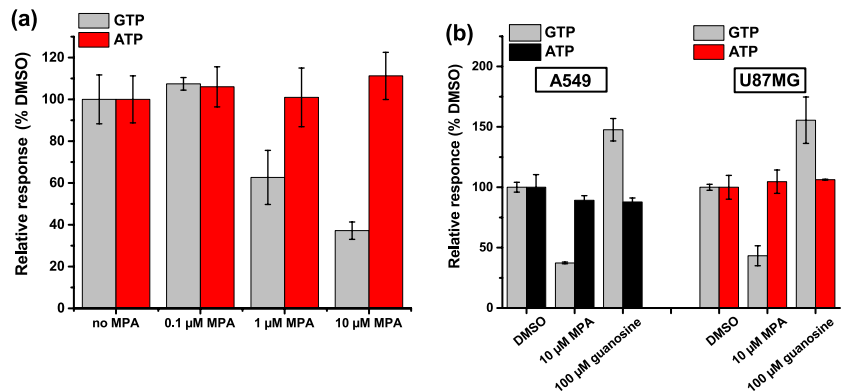 (a)
GTP
ATP
Relative response (% DMSO)
120
100
80
60
40
20
0
no MPA
0.1 µM MPA
1 µM MPA
10 µM MPA
(b)
GTP
ATP
A549
GTP
ATP
U87MG
Relative responce (% DMSO)
200
150
100
50
0
DMSO
10 µM MPA
100 µM guanosine
DMSO
10 µM MPA
100 µM guanosine